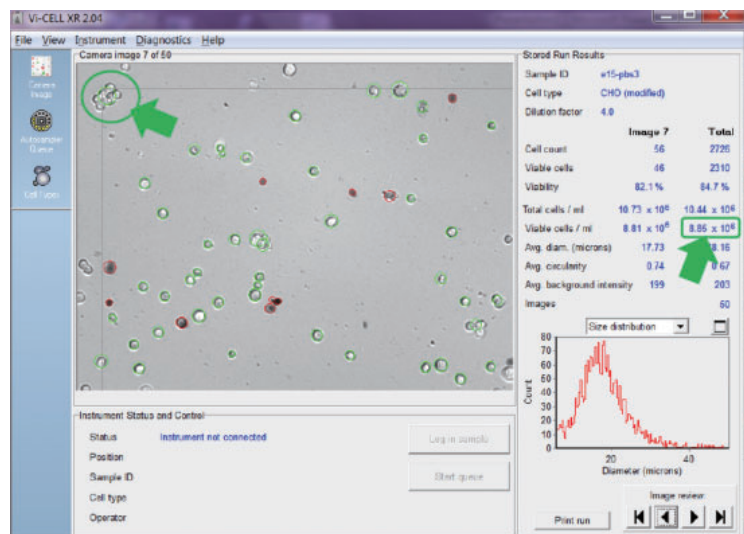 Vi-CELL XR 2.04
File View Instrument Diagnostics Help
Camera image 7 of 50
Camera
Image
Autosampler
Queue
Cell Types
Stored Run Results
Sample ID e15-pbs3
Cell type CHO (modified)
Dilution factor 4.0
Image 7 Total
Cell count 56 2726
Viable cells 46 2310
Viability 82.1 % 84.7 %
Total cells / ml 10.73 x 10⁶ 10.44 x 10⁶
Viable cells / ml 8.81 x 10⁶ 8.85 x 10⁶
Avg. diam. (microns) 17.73 8.16
Avg. circularity 0.74 0.67
Avg. background intensity 199 203
Images 50
Size distribution
80
70
60
50
40
30
20
10
0
Count
20 40
Diameter (microns)
Image review:
Print run
Instrument Status and Control
Status Instrument not connected
Position
Sample ID
Cell type
Operator
Log in sample
Start queue